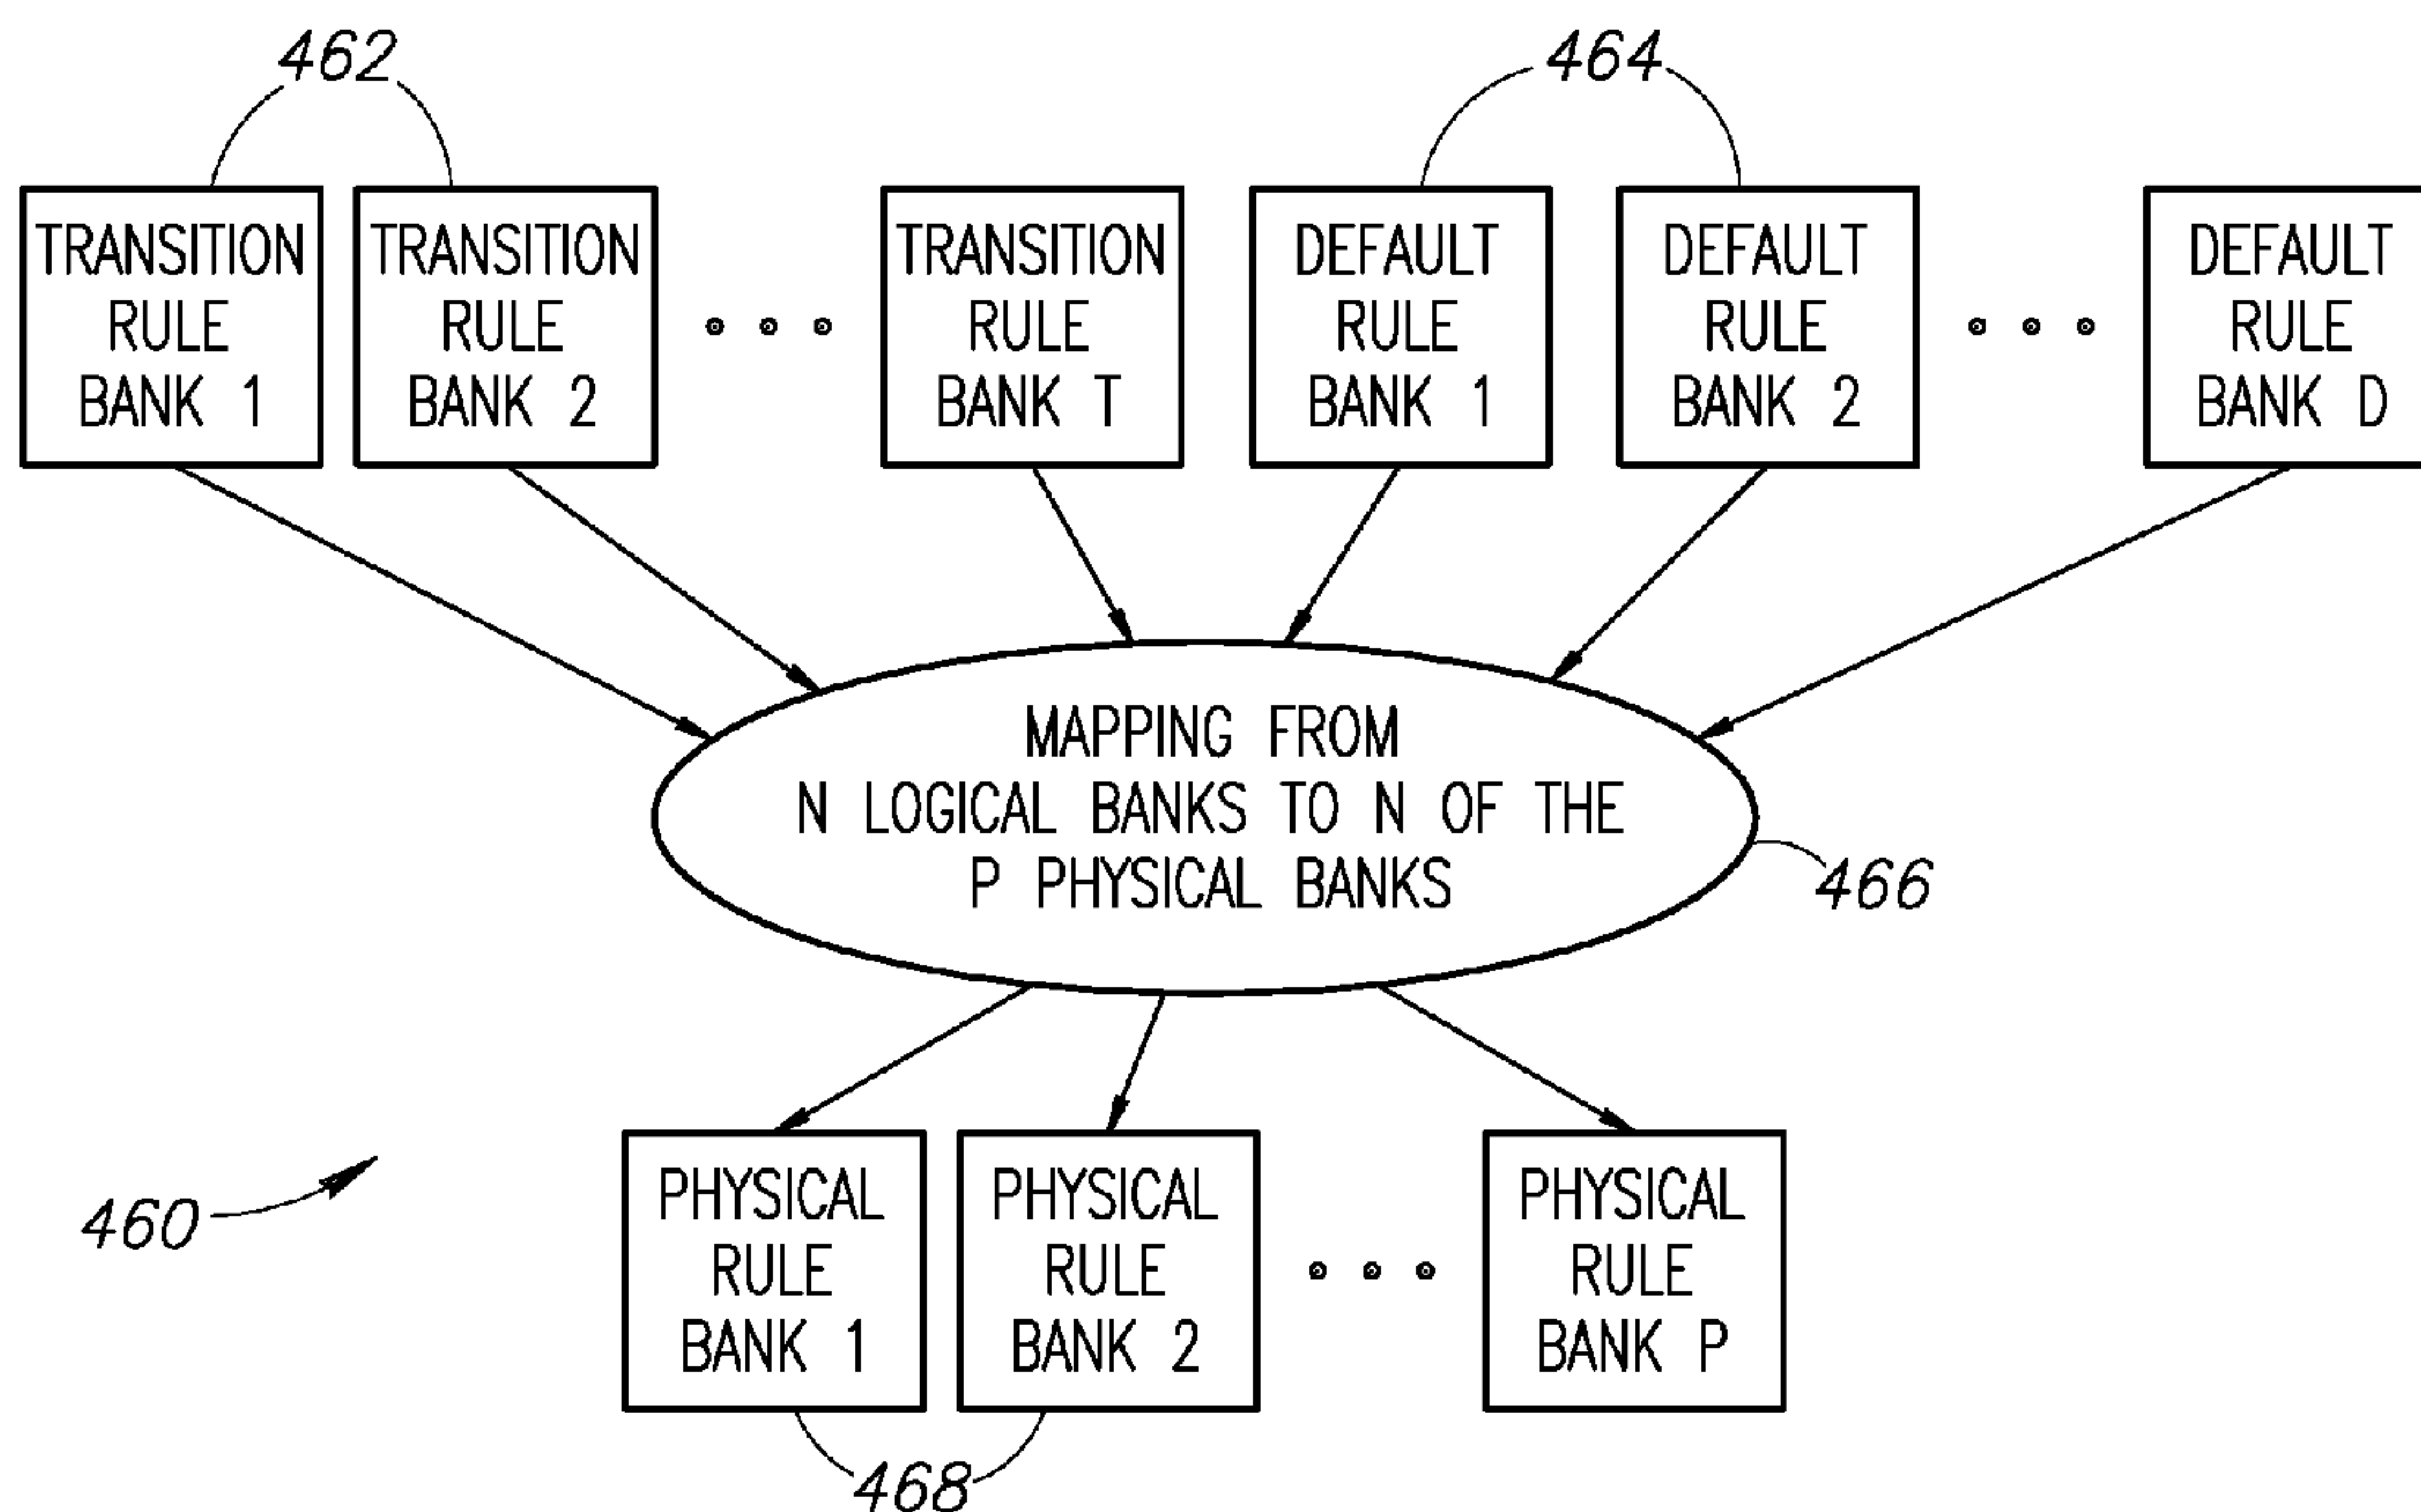 462
464
TRANSITION
RULE
BANK 1
TRANSITION
RULE
BANK 2
TRANSITION
RULE
BANK T
DEFAULT
RULE
BANK 1
DEFAULT
RULE
BANK 2
DEFAULT
RULE
BANK D
MAPPING FROM
N LOGICAL BANKS TO N OF THE
P PHYSICAL BANKS
466
460
PHYSICAL
RULE
BANK 1
PHYSICAL
RULE
BANK 2
PHYSICAL
RULE
BANK P
468